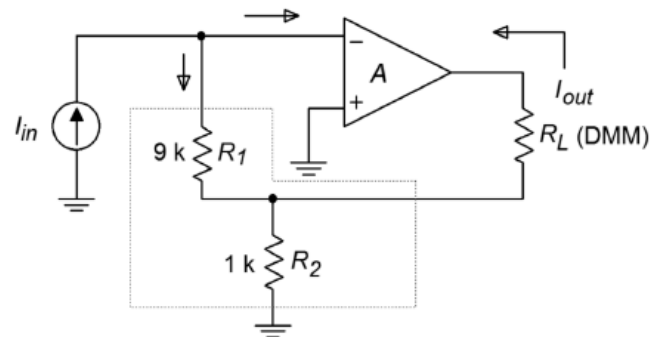 −
A
+
I_out
I_in
R_L (DMM)
9 k R_1
1 k R_2